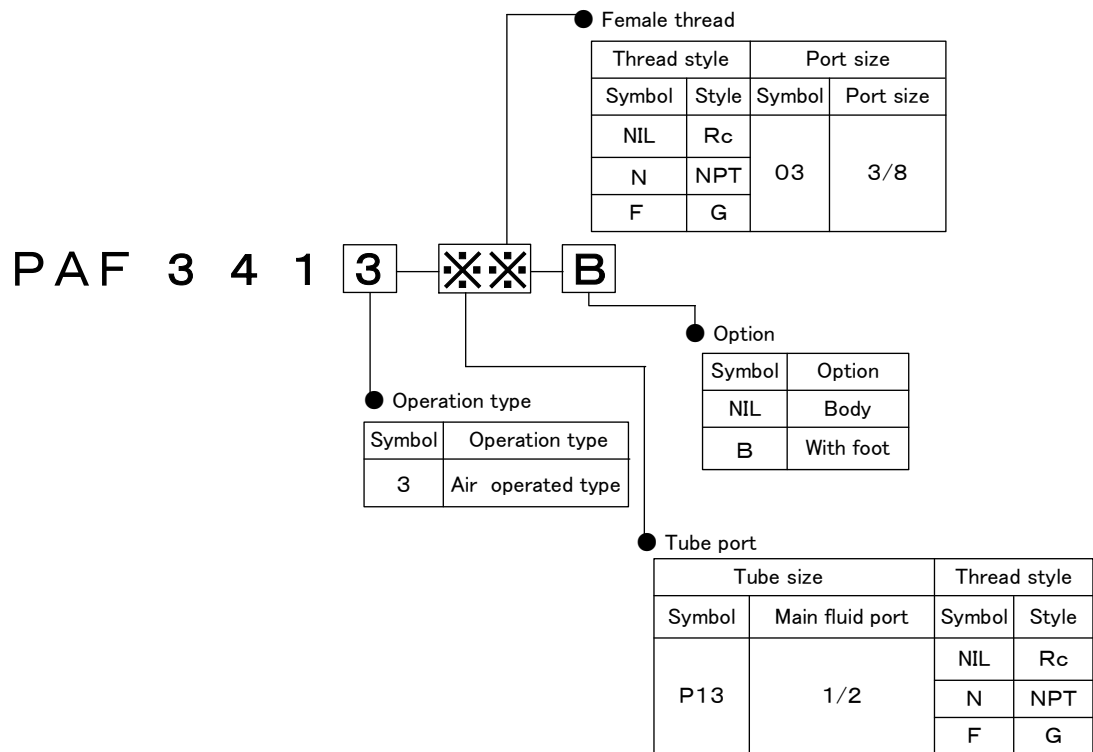 ● Female thread
Thread style Port size
Symbol Style Symbol Port size
NIL Rc
N NPT 03 3/8
F G
PAF 3 4 1 3 ※※ B
● Option
Symbol Option
NIL Body
B With foot
● Operation type
Symbol Operation type
3 Air operated type
● Tube port
Tube size Thread style
Symbol Main fluid port Symbol Style
NIL Rc
P13 1/2 N NPT
F G